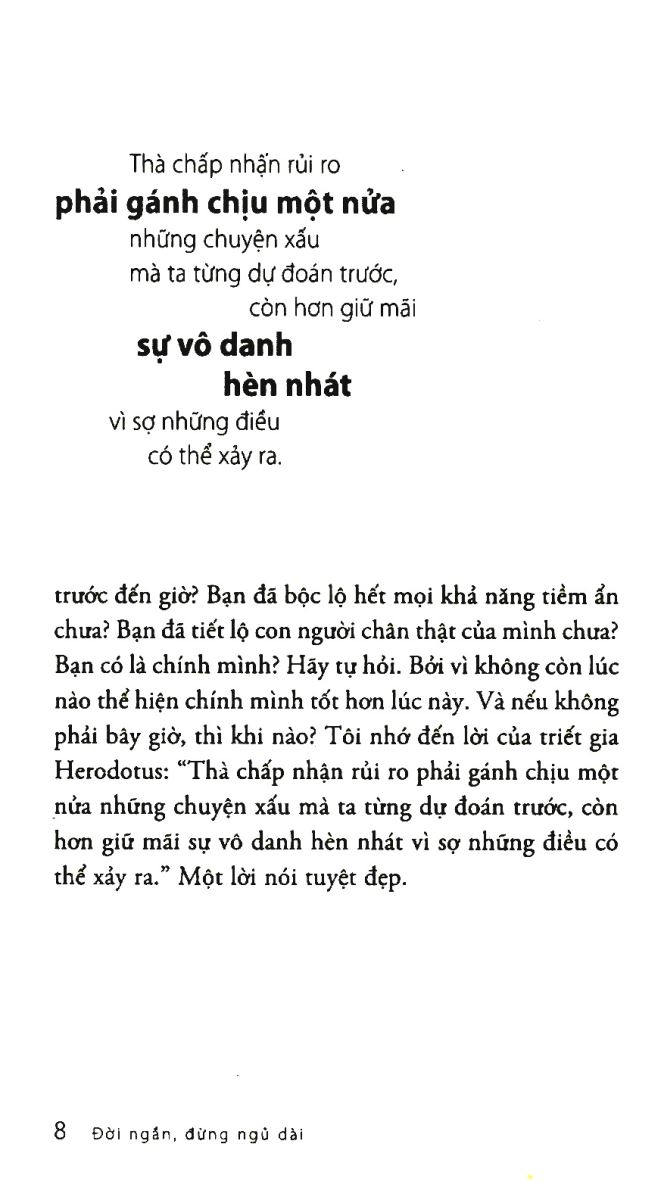 Thà chấp nhận rủi ro
phải gánh chịu một nửa
những chuyện xấu
mà ta từng dự đoán trước,
còn hơn giữ mãi
sự vô danh
hèn nhát
vì sợ những điều
có thể xảy ra.
trước đến giờ? Bạn đã bộc lộ hết mọi khả năng tiềm ẩn
chưa? Bạn đã tiết lộ con người chân thật của mình chưa?
Bạn có là chính mình? Hãy tự hỏi. Bởi vì không còn lúc
nào thể hiện chính mình tốt hơn lúc này. Và nếu không
phải bây giờ, thì khi nào? Tôi nhớ đến lời của triết gia
Herodotus: “Thà chấp nhận rủi ro phải gánh chịu một
nửa những chuyện xấu mà ta từng dự đoán trước, còn
hơn giữ mãi sự vô danh hèn nhát vì sợ những điều có
thể xảy ra.” Một lời nói tuyệt đẹp.
8 Đời ngắn, đừng ngủ dài